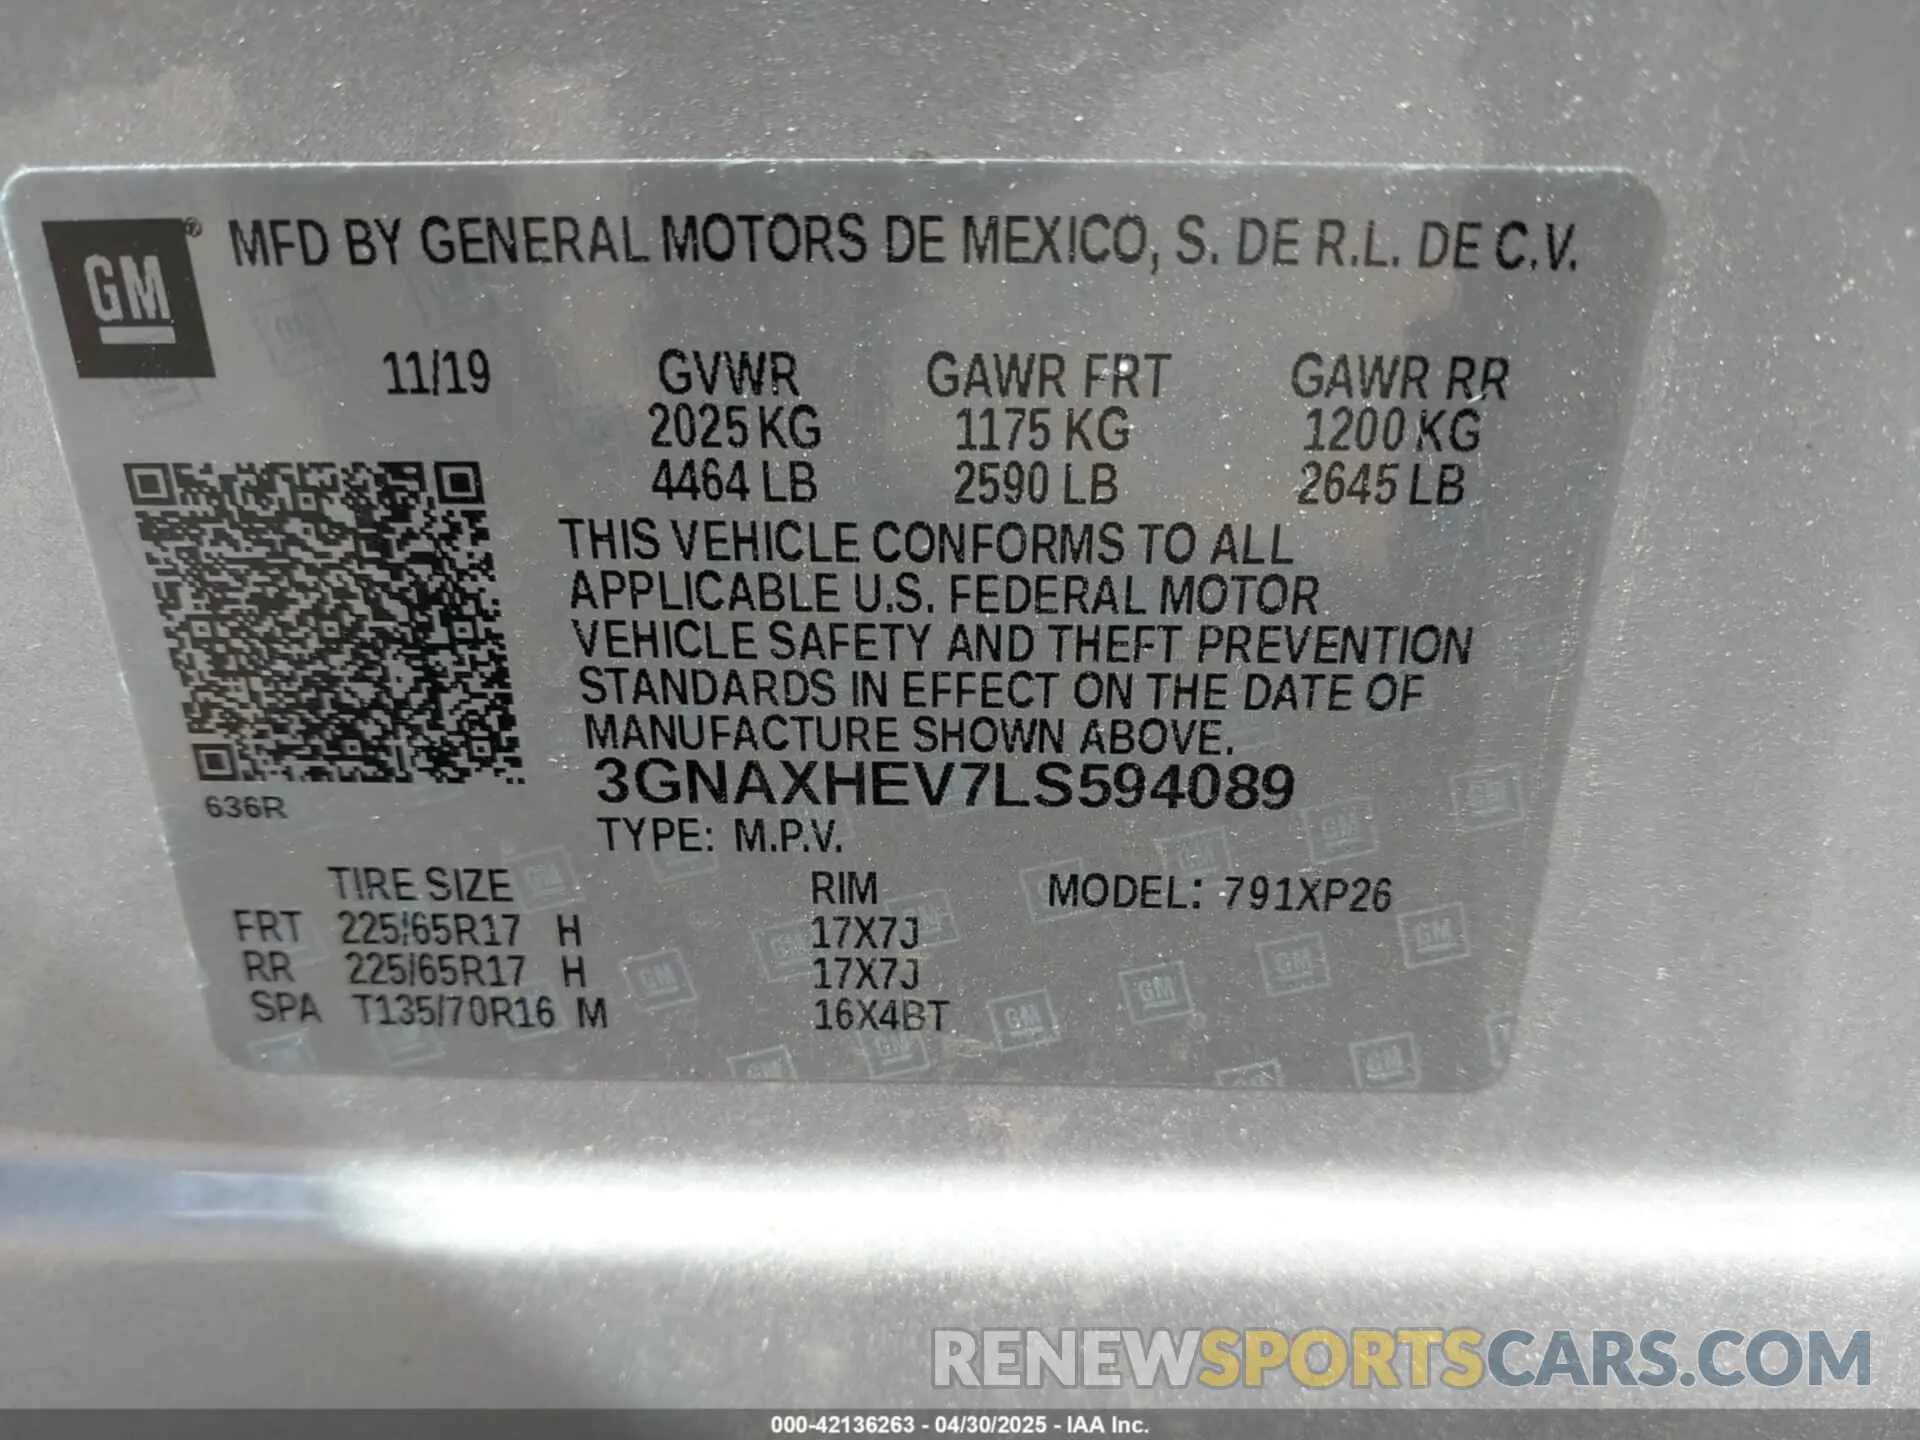 GM ® MFD BY GENERAL MOTORS DE MEXICO, S. DE R.L. DE C.V.
11/19 GVWR GAWR FRT GAWR RR
2025 KG 1175 KG 1200 KG
4464 LB 2590 LB 2645 LB
THIS VEHICLE CONFORMS TO ALL
APPLICABLE U.S. FEDERAL MOTOR
VEHICLE SAFETY AND THEFT PREVENTION
STANDARDS IN EFFECT ON THE DATE OF
MANUFACTURE SHOWN ABOVE.
3GNAXHEV7LS594089
636R
TYPE: M.P.V.
TIRE SIZE RIM MODEL: 791XP26
FRT 225/65R17 H 17X7J
RR 225/65R17 H 17X7J
SPA T135/70R16 M 16X4BT
RENEWSPORTSCARS.COM
000-42136263 - 04/30/2025 - IAA Inc.